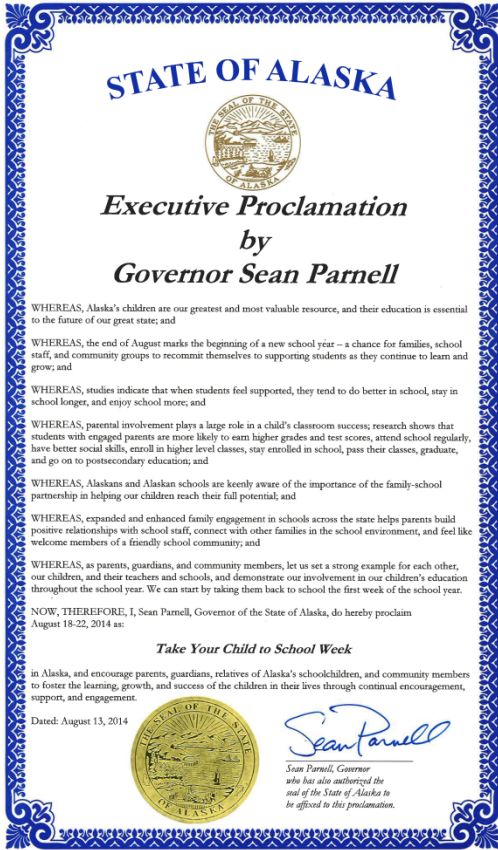 STATE OF ALASKA
THE SEAL OF THE STATE OF ALASKA
Executive Proclamation
by
Governor Sean Parnell
WHEREAS, Alaska's children are our greatest and most valuable resource, and their education is essential
to the future of our great state; and
WHEREAS, the end of August marks the beginning of a new school year – a chance for families, school
staff, and community groups to recommit themselves to supporting students as they continue to learn and
grow; and
WHEREAS, studies indicate that when students feel supported, they tend to do better in school, stay in
school longer, and enjoy school more; and
WHEREAS, parental involvement plays a large role in a child's classroom success; research shows that
students with engaged parents are more likely to earn higher grades and test scores, attend school regularly,
have better social skills, enroll in higher level classes, stay enrolled in school, pass their classes, graduate,
and go on to postsecondary education; and
WHEREAS, Alaskans and Alaskan schools are keenly aware of the importance of the family-school
partnership in helping our children reach their full potential; and
WHEREAS, expanded and enhanced family engagement in schools across the state helps parents build
positive relationships with school staff, connect with other families in the school environment, and feel like
welcome members of a friendly school community; and
WHEREAS, as parents, guardians, and community members, let us set a strong example for each other,
our children, and their teachers and schools, and demonstrate our involvement in our children's education
throughout the school year. We can start by taking them back to school the first week of the school year.
NOW, THEREFORE, I, Sean Parnell, Governor of the State of Alaska, do hereby proclaim
August 18-22, 2014 as:
Take Your Child to School Week
in Alaska, and encourage parents, guardians, relatives of Alaska's schoolchildren, and community members
to foster the learning, growth, and success of the children in their lives through continual encouragement,
support, and engagement.
Dated: August 13, 2014
SEAL OF THE STATE OF ALASKA
Sean Parnell
Sean Parnell, Governor
who has also authorized the
seal of the State of Alaska to
be affixed to this proclamation.